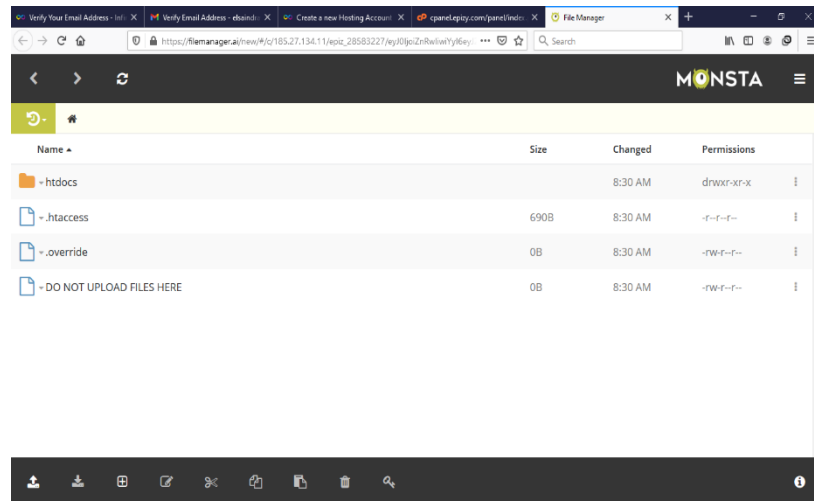 Verify Your Email Address - Info
Verify Email Address - elsaindra
Create a new Hosting Account
cpanel.epizy.com/panel/index
File Manager
https://filemanager.ai/new/#/c/185.27.134.11/epiz_28583227/
Search
MONSTA
Name
Size
Changed
Permissions
htdocs
8:30 AM
drwxr-xr-x
.htaccess
690B
8:30 AM
-r--r--r--
.override
0B
8:30 AM
-rw-r--r--
DO NOT UPLOAD FILES HERE
0B
8:30 AM
-rw-r--r--